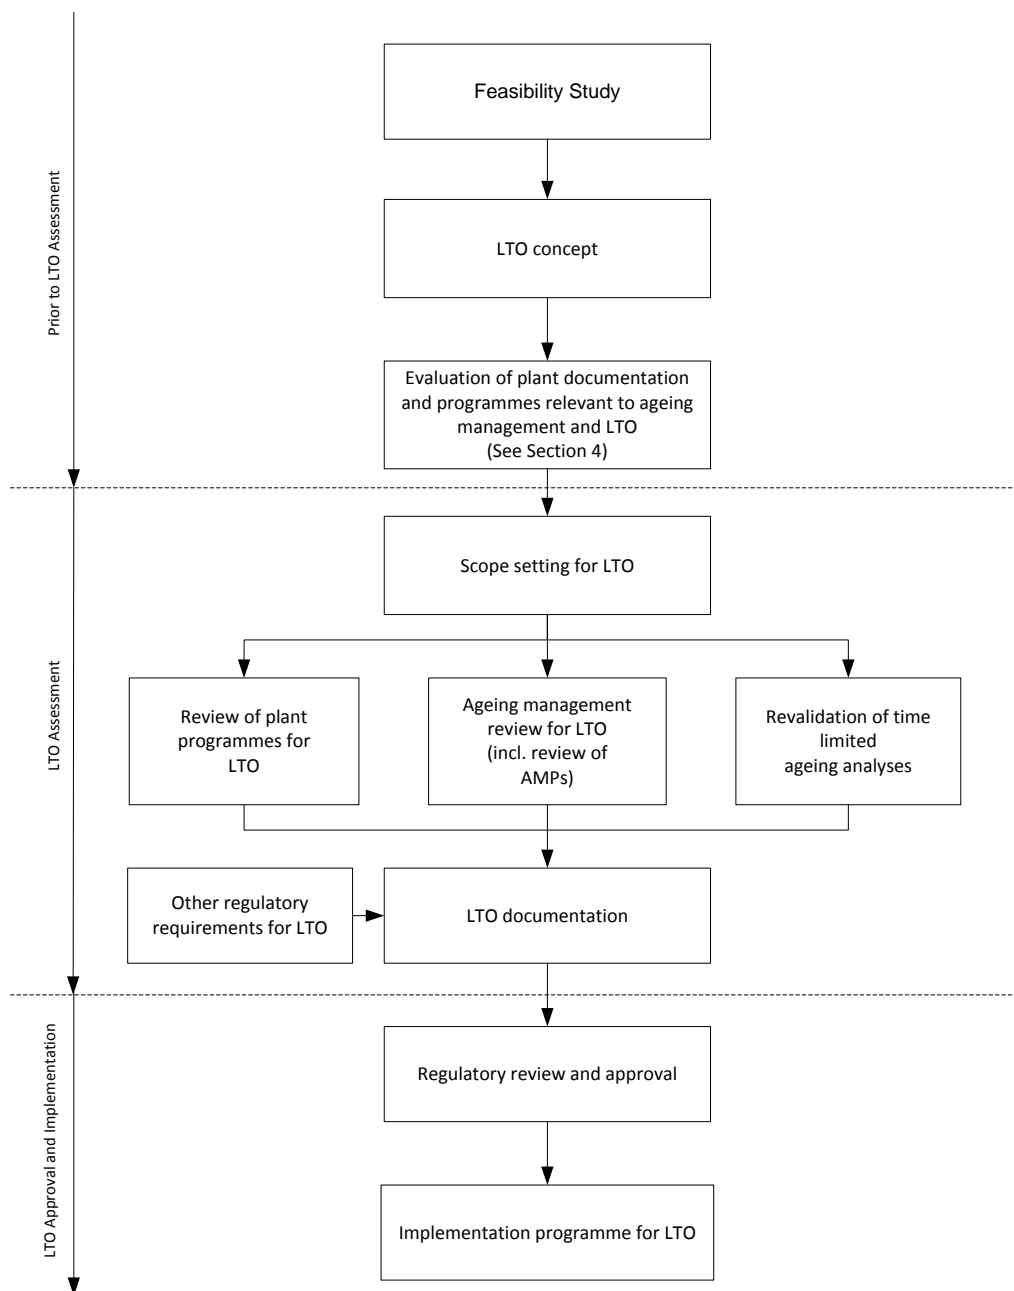 Feasibility Study
Prior to LTO Assessment
LTO concept
Evaluation of plant documentation
and programmes relevant to ageing
management and LTO
(See Section 4)
Scope setting for LTO
LTO Assessment
Review of plant
programmes for
LTO
Ageing management
review for LTO
(incl. review of
AMPs)
Revalidation of time
limited
ageing analyses
Other regulatory
requirements for LTO
LTO documentation
LTO Approval and Implementation
Regulatory review and approval
Implementation programme for LTO